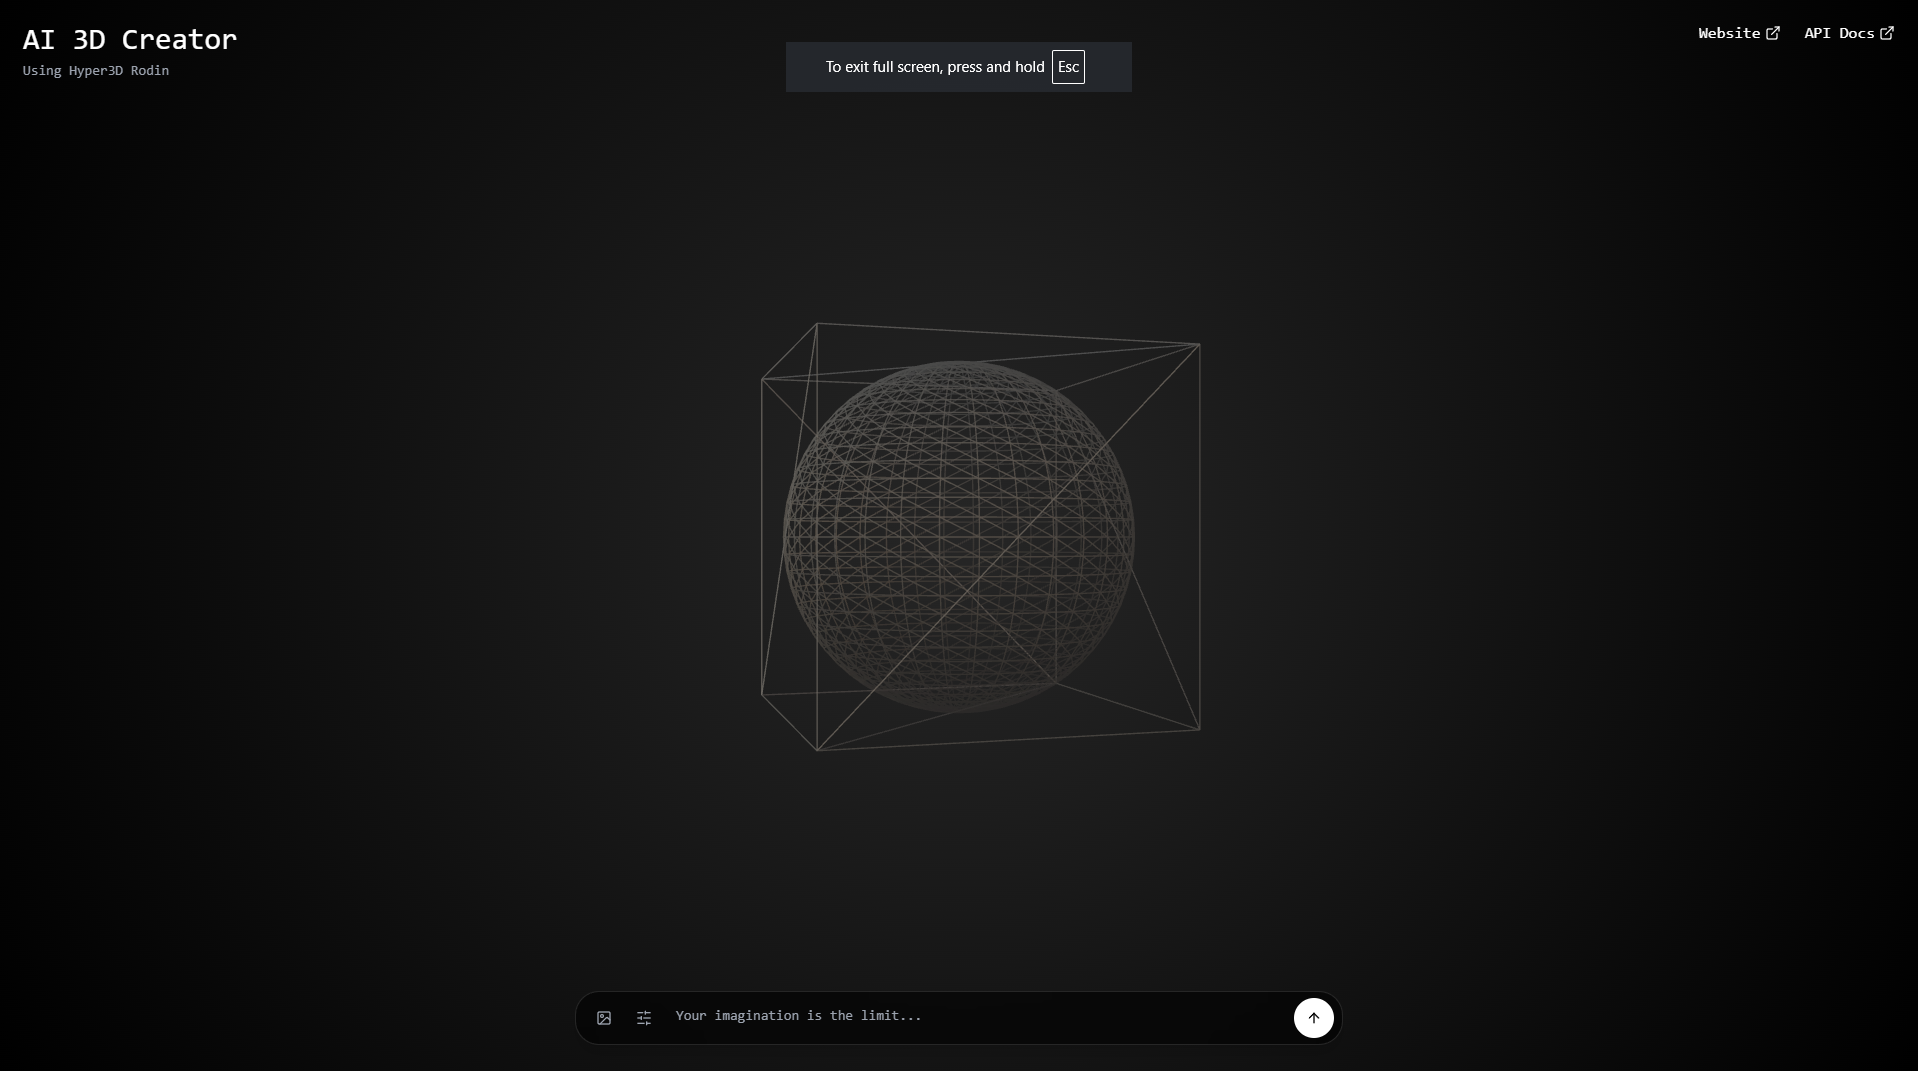 AI 3D Creator
Using Hyper3D Rodin
To exit full screen, press and hold Esc
Website
API Docs
Your imagination is the limit...